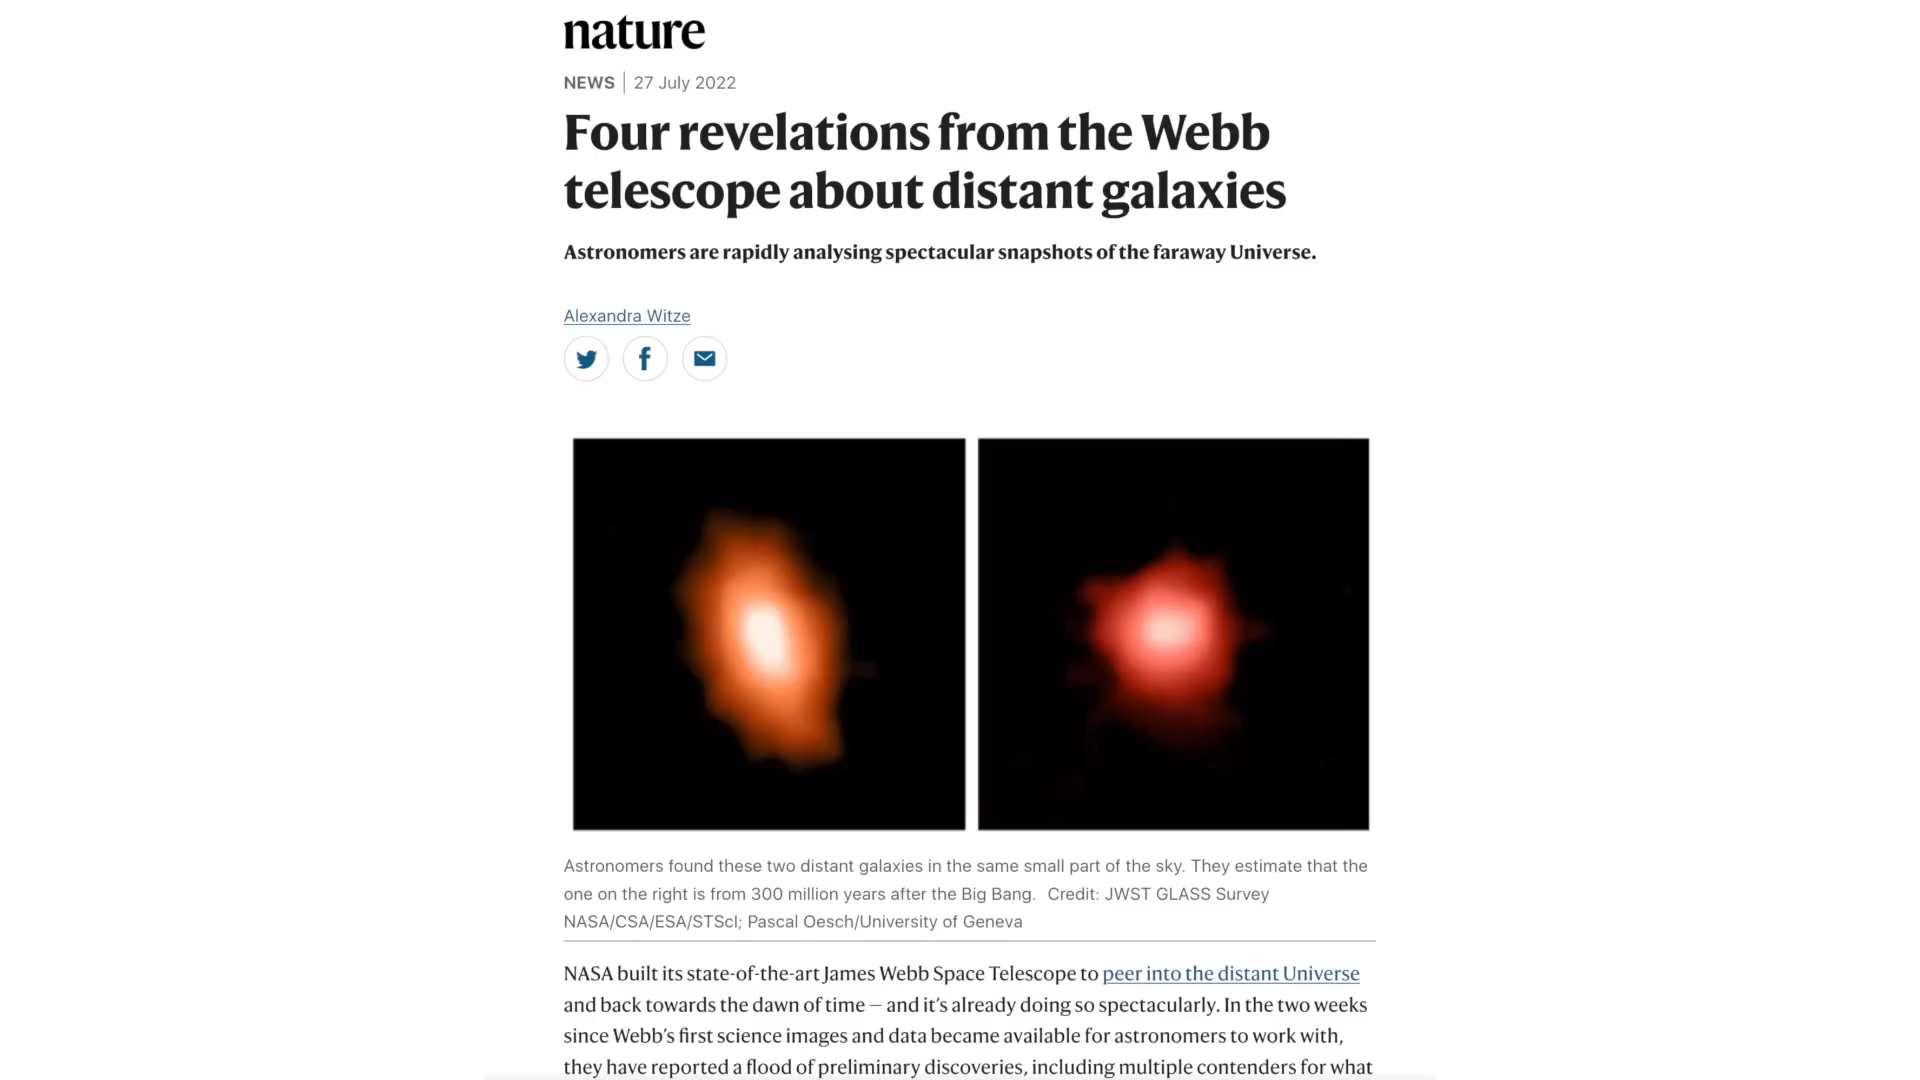 nature
NEWS | 27 July 2022
Four revelations from the Webb
telescope about distant galaxies
Astronomers are rapidly analysing spectacular snapshots of the faraway Universe.
Alexandra Witze
Astronomers found these two distant galaxies in the same small part of the sky. They estimate that the
one on the right is from 300 million years after the Big Bang. Credit: JWST GLASS Survey
NASA/CSA/ESA/STScI; Pascal Oesch/University of Geneva
NASA built its state-of-the-art James Webb Space Telescope to peer into the distant Universe
and back towards the dawn of time — and it's already doing so spectacularly. In the two weeks
since Webb's first science images and data became available for astronomers to work with,
they have reported a flood of preliminary discoveries, including multiple contenders for what